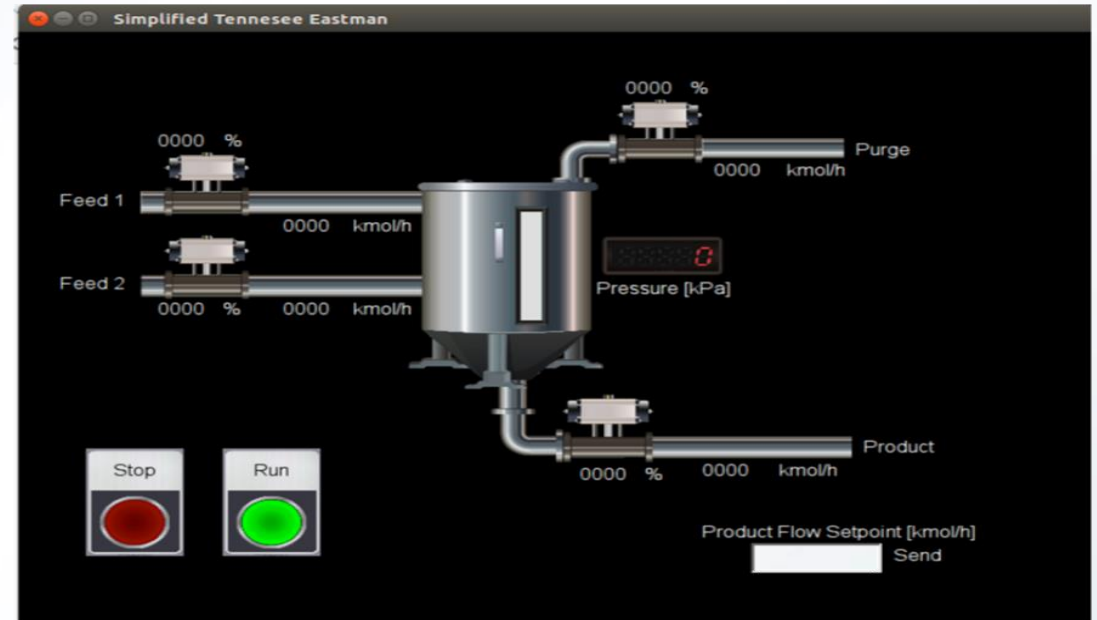 Simplified Tennesee Eastman
0000 %
0000 %
Purge
0000 kmol/h
Feed 1
0000 kmol/h
0
Feed 2
Pressure [kPa]
0000 % 0000 kmol/h
Product
Stop
Run
0000 % 0000 kmol/h
Product Flow Setpoint [kmol/h]
Send